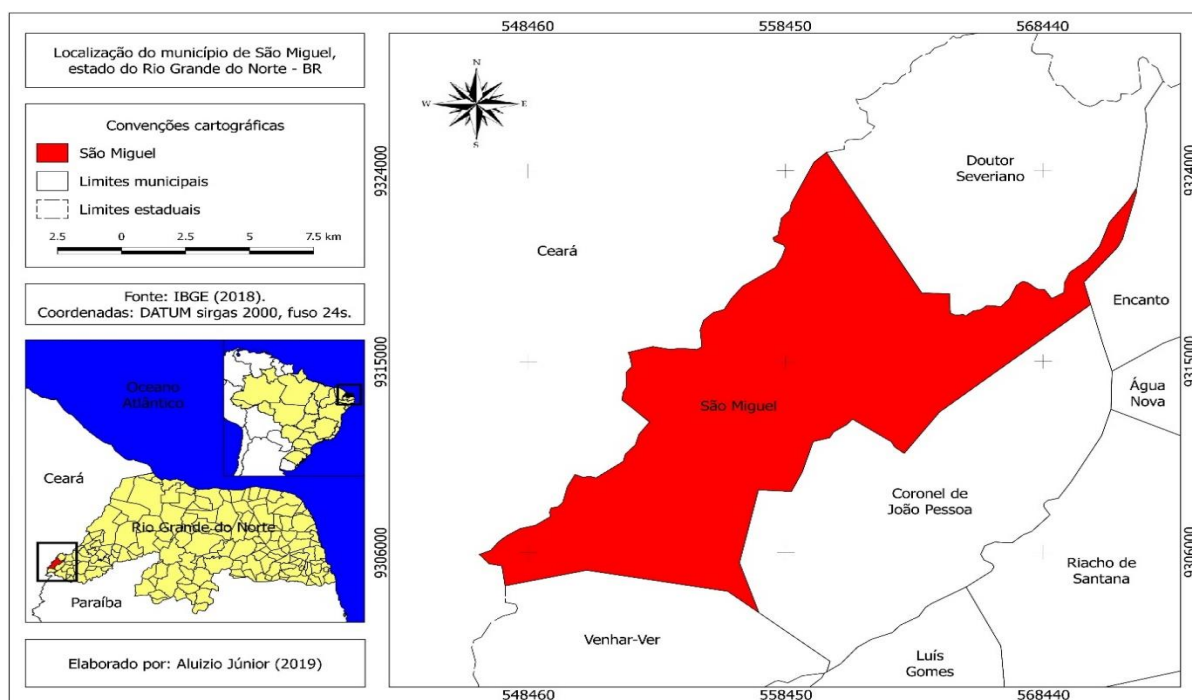 Localização do município de São Miguel,
estado do Rio Grande do Norte - BR
Convenções cartográficas
São Miguel
Limites municipais
Limites estaduais
2.5 0 2.5 5 7.5 km
Fonte: IBGE (2018).
Coordenadas: DATUM sirgas 2000, fuso 24s.
Oceano
Atlântico
Ceará
Rio Grande do Norte
Paraíba
Elaborado por: Aluizio Júnior (2019)
548460 558450 568440
N
W E
S
9324000 9324000
Doutor
Severiano
Ceará
Encanto
9315000 9315000
Água
Nova
São Miguel
Coronel de
João Pessoa
9306000 9306000
Riacho de
Santana
Venhar-Ver
Luís
Gomes
548460 558450 568440